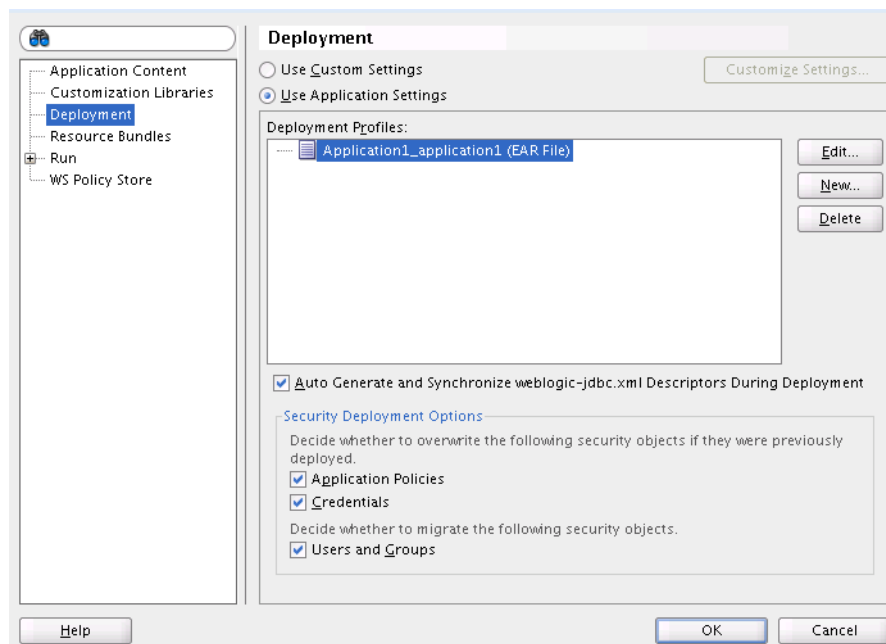 Deployment
Application Content
Customization Libraries
Deployment
Resource Bundles
Run
WS Policy Store
Use Custom Settings
Customize Settings...
Use Application Settings
Deployment Profiles:
Application1_application1 (EAR File)
Edit...
New...
Delete
Auto Generate and Synchronize weblogic-jdbc.xml Descriptors During Deployment
Security Deployment Options
Decide whether to overwrite the following security objects if they were previously
deployed.
Application Policies
Credentials
Decide whether to migrate the following security objects.
Users and Groups
Help
OK
Cancel